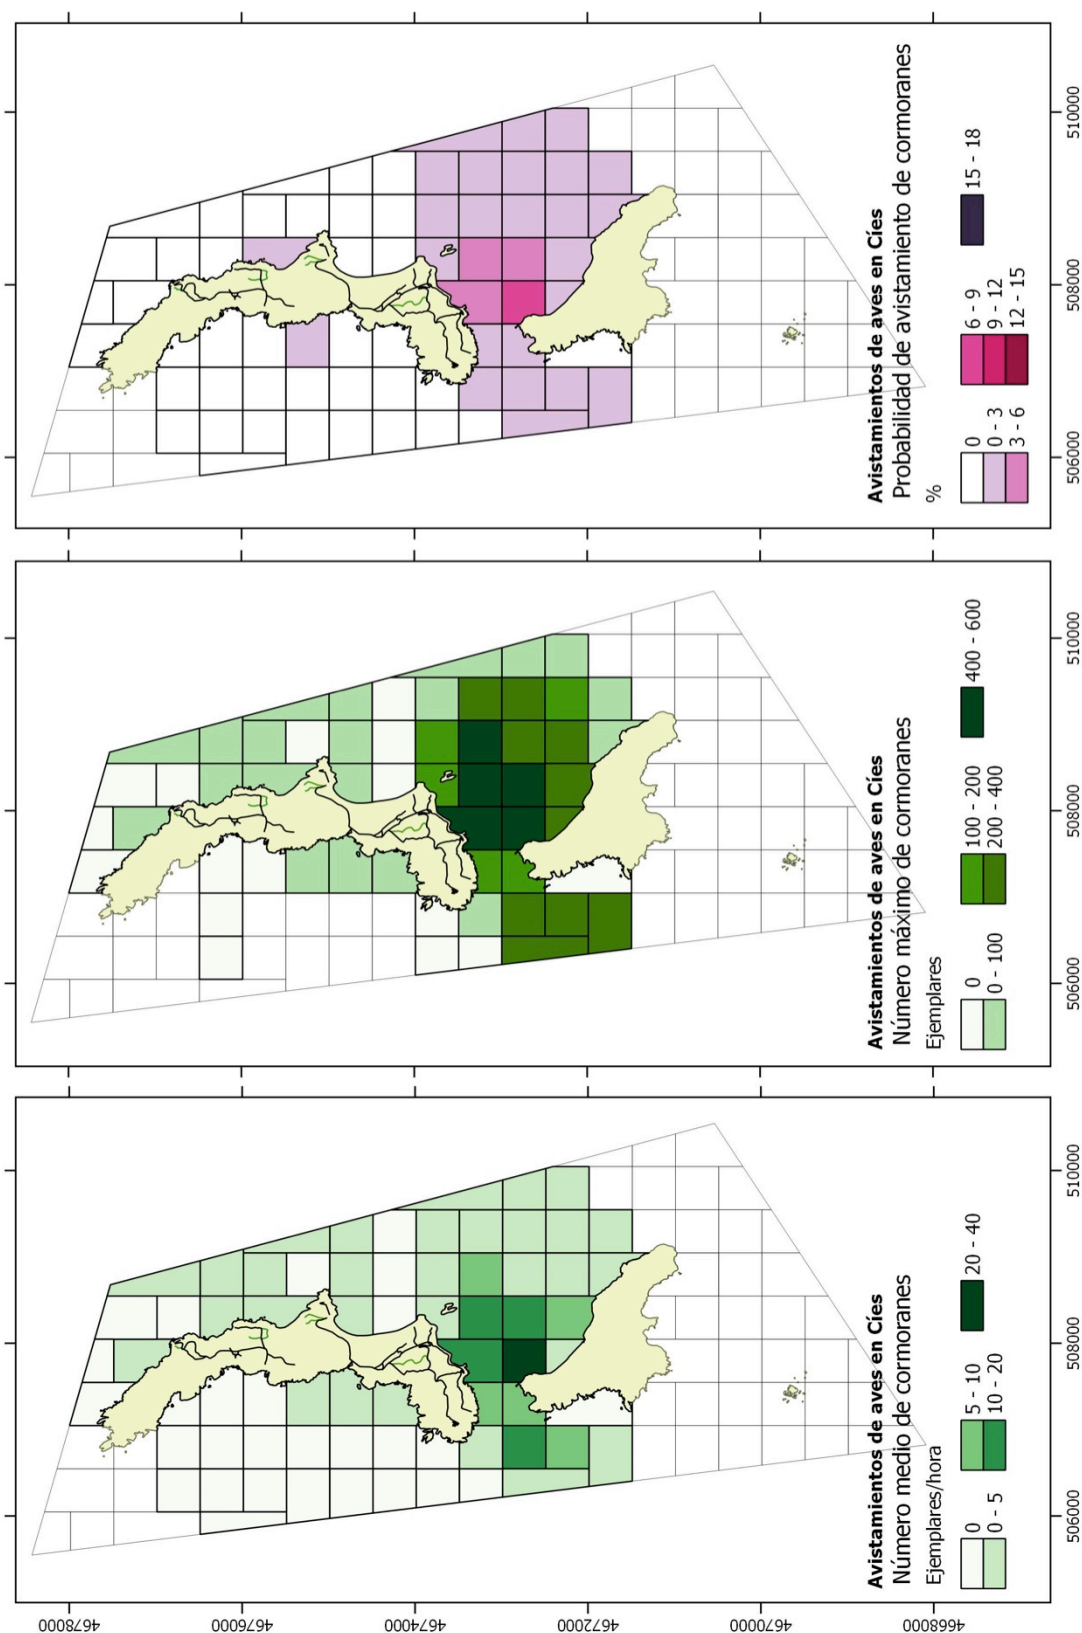 Avistamientos de aves en Cíes
Número medio de cormoranes
Ejemplares/hora
0
0 - 5
5 - 10
10 - 20
20 - 40
4678000
4676000
4674000
4672000
4670000
4668000
506000
508000
510000
Avistamientos de aves en Cíes
Número máximo de cormoranes
Ejemplares
0
0 - 100
100 - 200
200 - 400
400 - 600
506000
508000
510000
Avistamientos de aves en Cíes
Probabilidad de avistamiento de cormoranes
%
0
0 - 3
3 - 6
6 - 9
9 - 12
12 - 15
15 - 18
506000
508000
510000